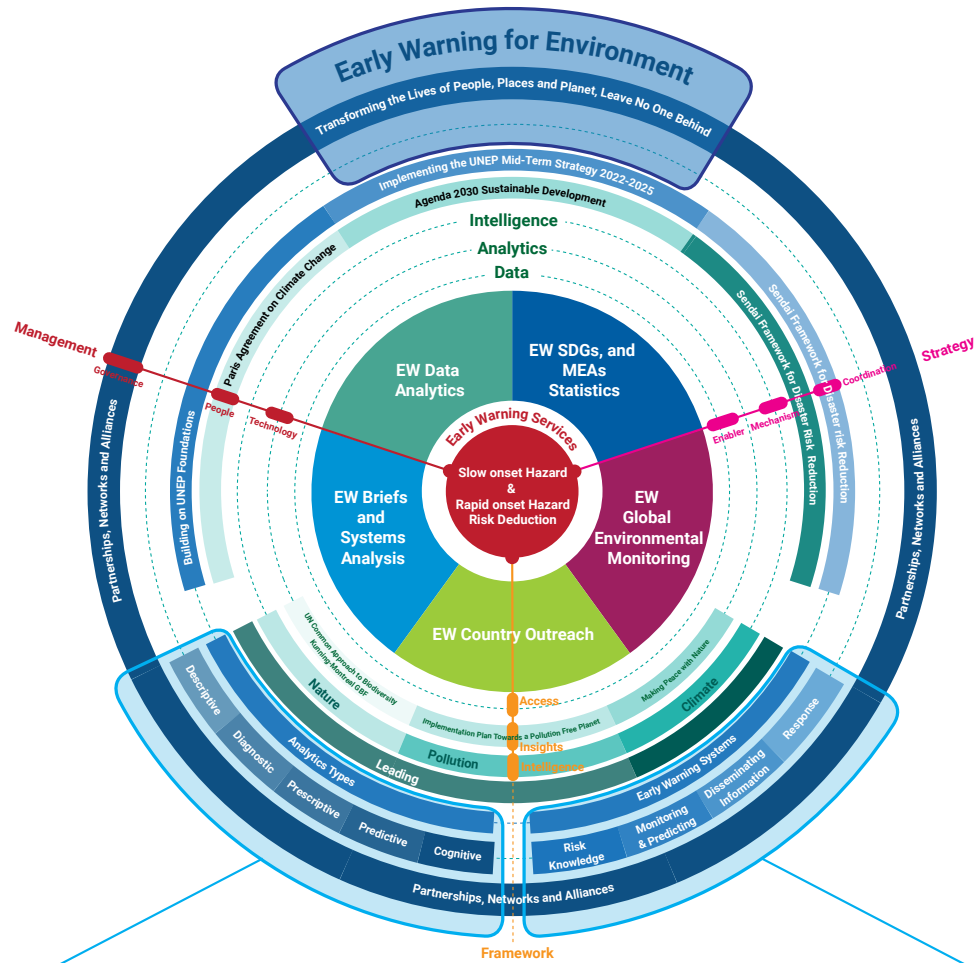 Early Warning for Environment
Transforming the Lives of People, Places and Planet, Leave No One Behind
Implementing the UNEP Mid-Term Strategy 2022-2025
Agenda 2030 Sustainable Development
Intelligence
Analytics
Data
Paris Agreement on Climate Change
Building on UNEP Foundations
Sendai Framework for Disaster Risk Reduction
Sendai Framework for Disaster risk Reduction
Management
Governance
People
Technology
Strategy
Coordination
Mechanism
Enabler
Partnerships, Networks and Alliances
Partnerships, Networks and Alliances
EW Data
Analytics
EW SDGs, and
MEAs
Statistics
Early Warning Services
Slow onset Hazard
&
Rapid onset Hazard
Risk Deduction
EW Briefs
and
Systems
Analysis
EW
Global
Environmental
Monitoring
EW Country Outreach
UN Common Approach to Biodiversity
Kunning-Montreel GBF
Implementation Plan Towards a Pollution Free Planet
Making Peace with Nature
Access
Insights
Intelligence
Nature
Pollution
Climate
Leading
Analytics Types
Descriptive
Diagnostic
Prescriptive
Predictive
Cognitive
Early Warning Systems
Risk
Knowledge
Monitoring
& Predicting
Disseminating
Information
Response
Partnerships, Networks and Alliances
Framework